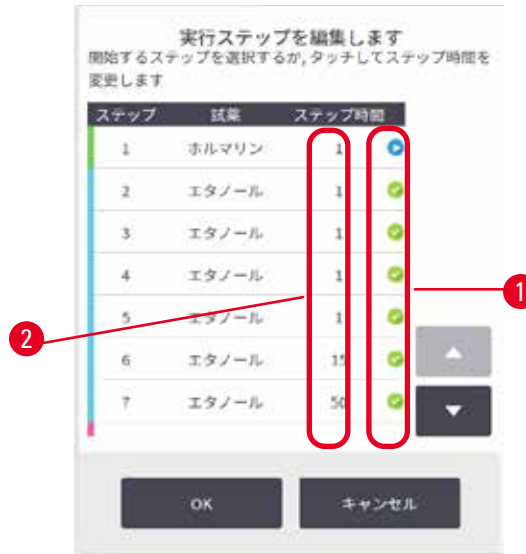 実行ステップを編集します
開始するステップを選択するか, タッチしてステップ時間を
変更します
ステップ 試薬 ステップ時間
1 ホルマリン 1
2 エタノール 1
3 エタノール 1
4 エタノール 1
5 エタノール 1
6 エタノール 15
7 エタノール 50
OK キャンセル
1
2